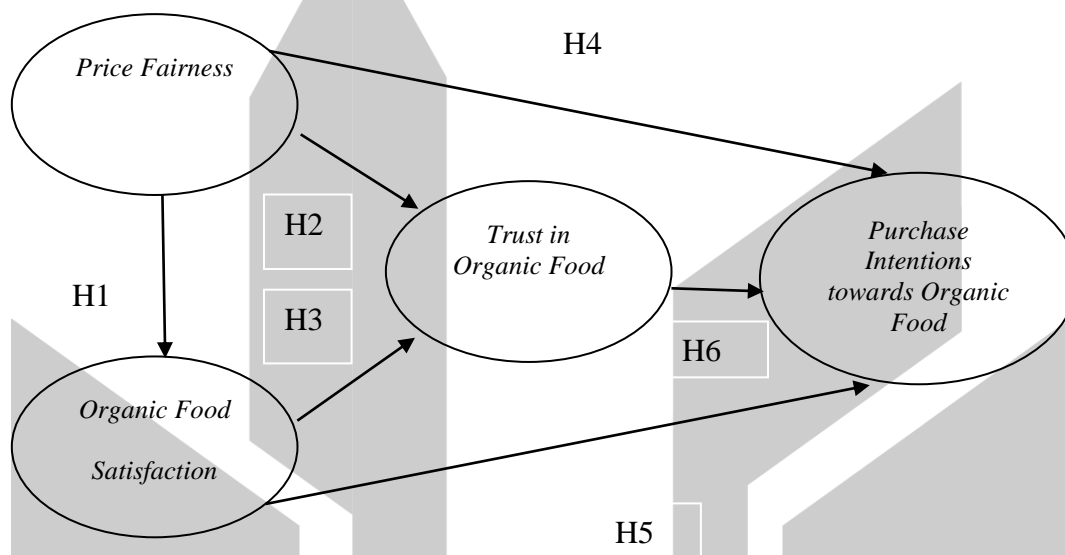 H4
Price Fairness
H2
Trust in
Organic Food
Purchase
Intentions
towards Organic
Food
H1
H3
H6
Organic Food
Satisfaction
H5